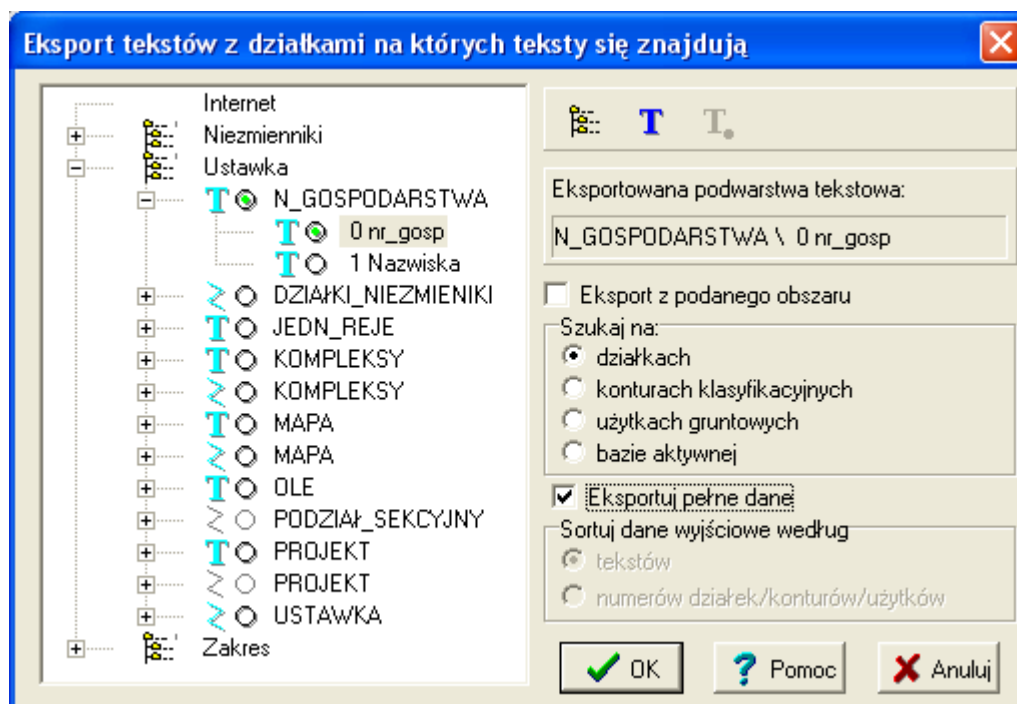 Eksport tekstów z działkami na których teksty się znajdują
Internet
Niezmienniki
Ustawka
N_GOSPODARSTWA
0 nr_gosp
1 Nazwiska
DZIAŁKI_NIEZMIENIKI
JEDN_REJE
KOMPLEKSY
KOMPLEKSY
MAPA
MAPA
OLE
PODZIAŁ_SEKCYJNY
PROJEKT
PROJEKT
USTAWKA
Zakres
Eksportowana podwarstwa tekstowa:
N_GOSPODARSTWA \ 0 nr_gosp
Eksport z podanego obszaru
Szukaj na:
działkach
konturach klasyfikacyjnych
użytkach gruntowych
bazie aktywnej
Eksportuj pełne dane
Sortuj dane wyjściowe według
tekstów
numerów działek/konturów/użytków
OK
Pomoc
Anuluj